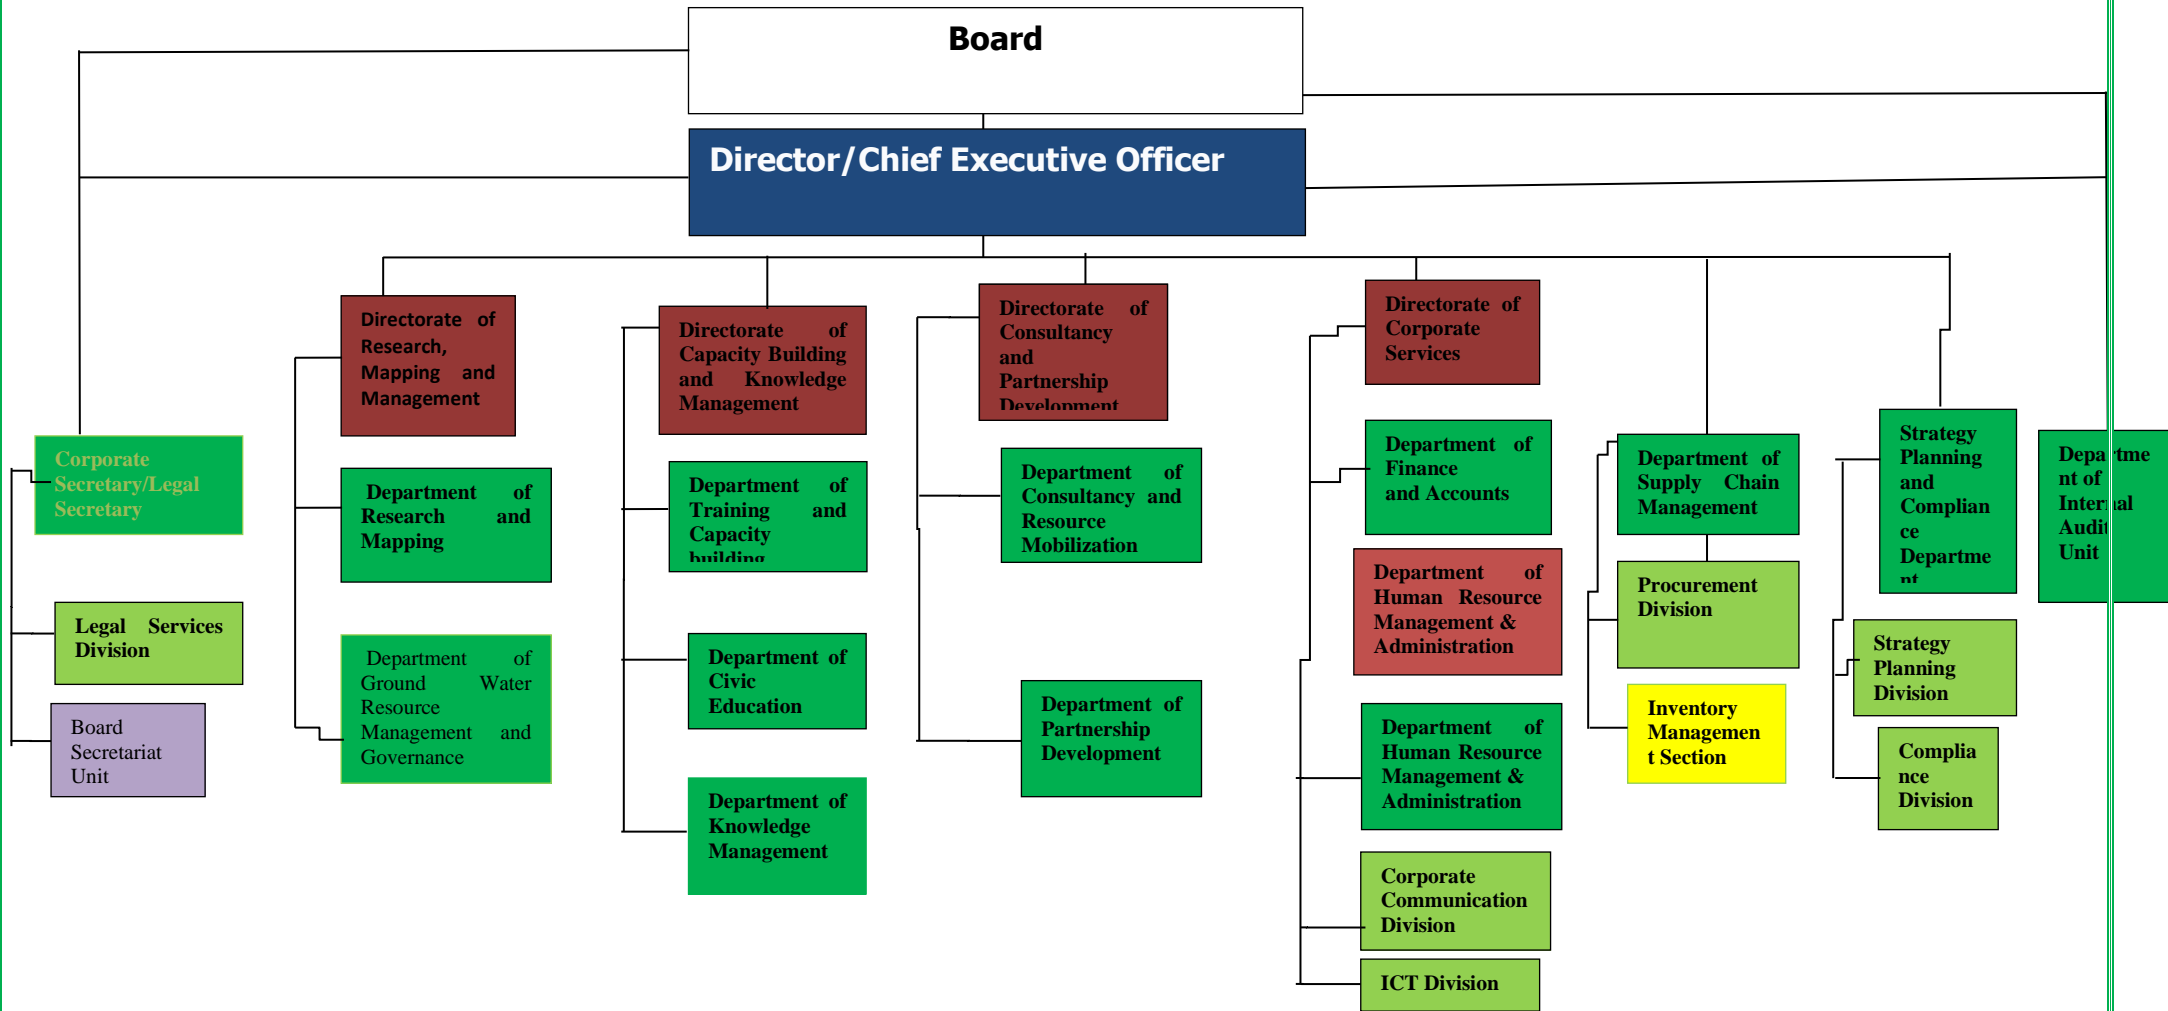 Board
Director/Chief Executive Officer
Corporate
Secretary/Legal
Secretary
Legal Services
Division
Board
Secretariat
Unit
Directorate of
Research,
Mapping and
Management
Department of
Research and
Mapping
Department of
Ground Water
Resource
Management and
Governance
Directorate of
Capacity Building
and Knowledge
Management
Department of
Training and
Capacity
building
Department of
Civic
Education
Department of
Knowledge
Management
Directorate of
Consultancy
and
Partnership
Development
Department of
Consultancy and
Resource
Mobilization
Department of
Partnership
Development
Directorate of
Corporate
Services
Department of
Finance
and Accounts
Department of
Human Resource
Management &
Administration
Department of
Human Resource
Management &
Administration
Corporate
Communication
Division
ICT Division
Department of
Supply Chain
Management
Procurement
Division
Inventory
Managemen
t Section
Strategy
Planning
and
Complian
ce
Departme
nt
Strategy
Planning
Division
Complia
nce
Division
Departme
nt of
Internal
Audit
Unit